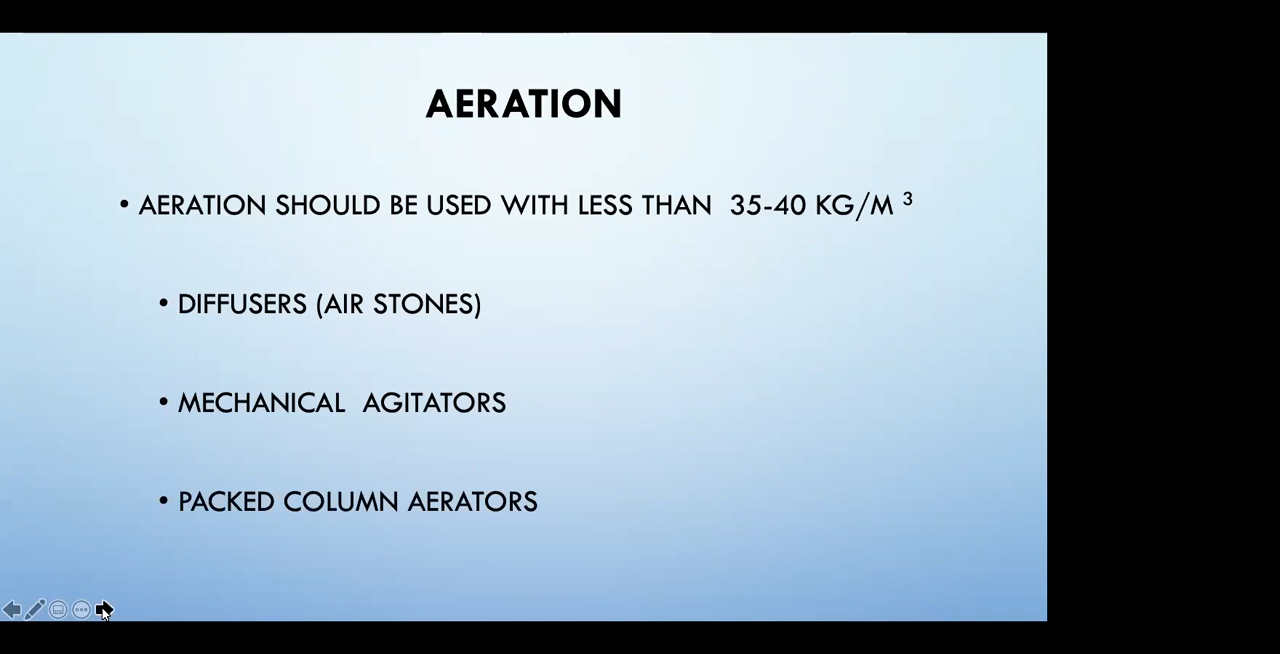 AERATION
• AERATION SHOULD BE USED WITH LESS THAN 35-40 KG/M ³
• DIFFUSERS (AIR STONES)
• MECHANICAL AGITATORS
• PACKED COLUMN AERATORS